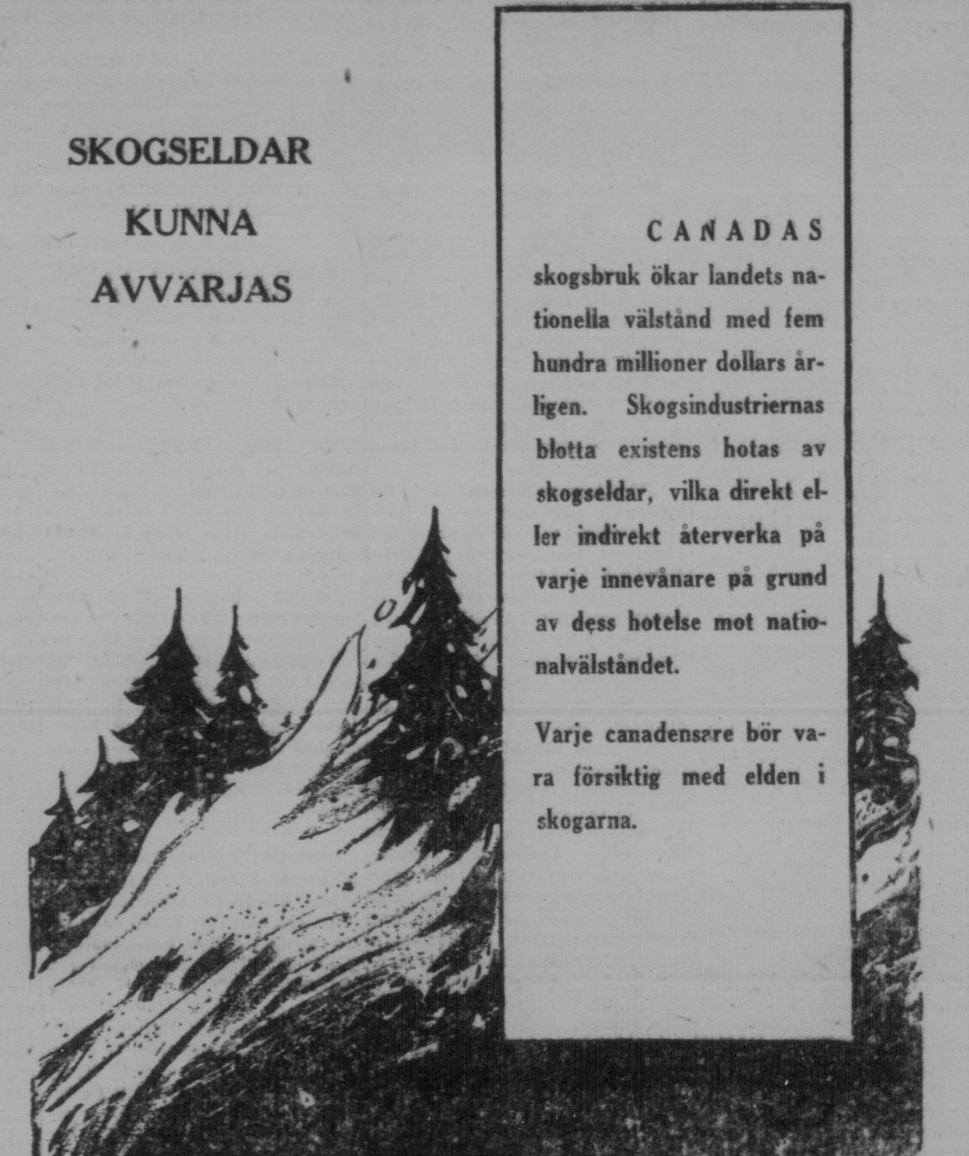 SKOGSELDAR
KUNNA
AVVÄRJAS
CANADAS
skogsbruk ökar landets na-
tionella välstånd med fem
hundra millioner dollars år-
ligen. Skogsindustriernas
blotta existens hotas av
skogseldar, vilka direkt el-
ler indirekt återverka på
varje innevånare på grund
av dess hotelse mot natio-
nalvälståndet.
Varje canadensare bör va-
ra försiktig med elden i
skogarna.